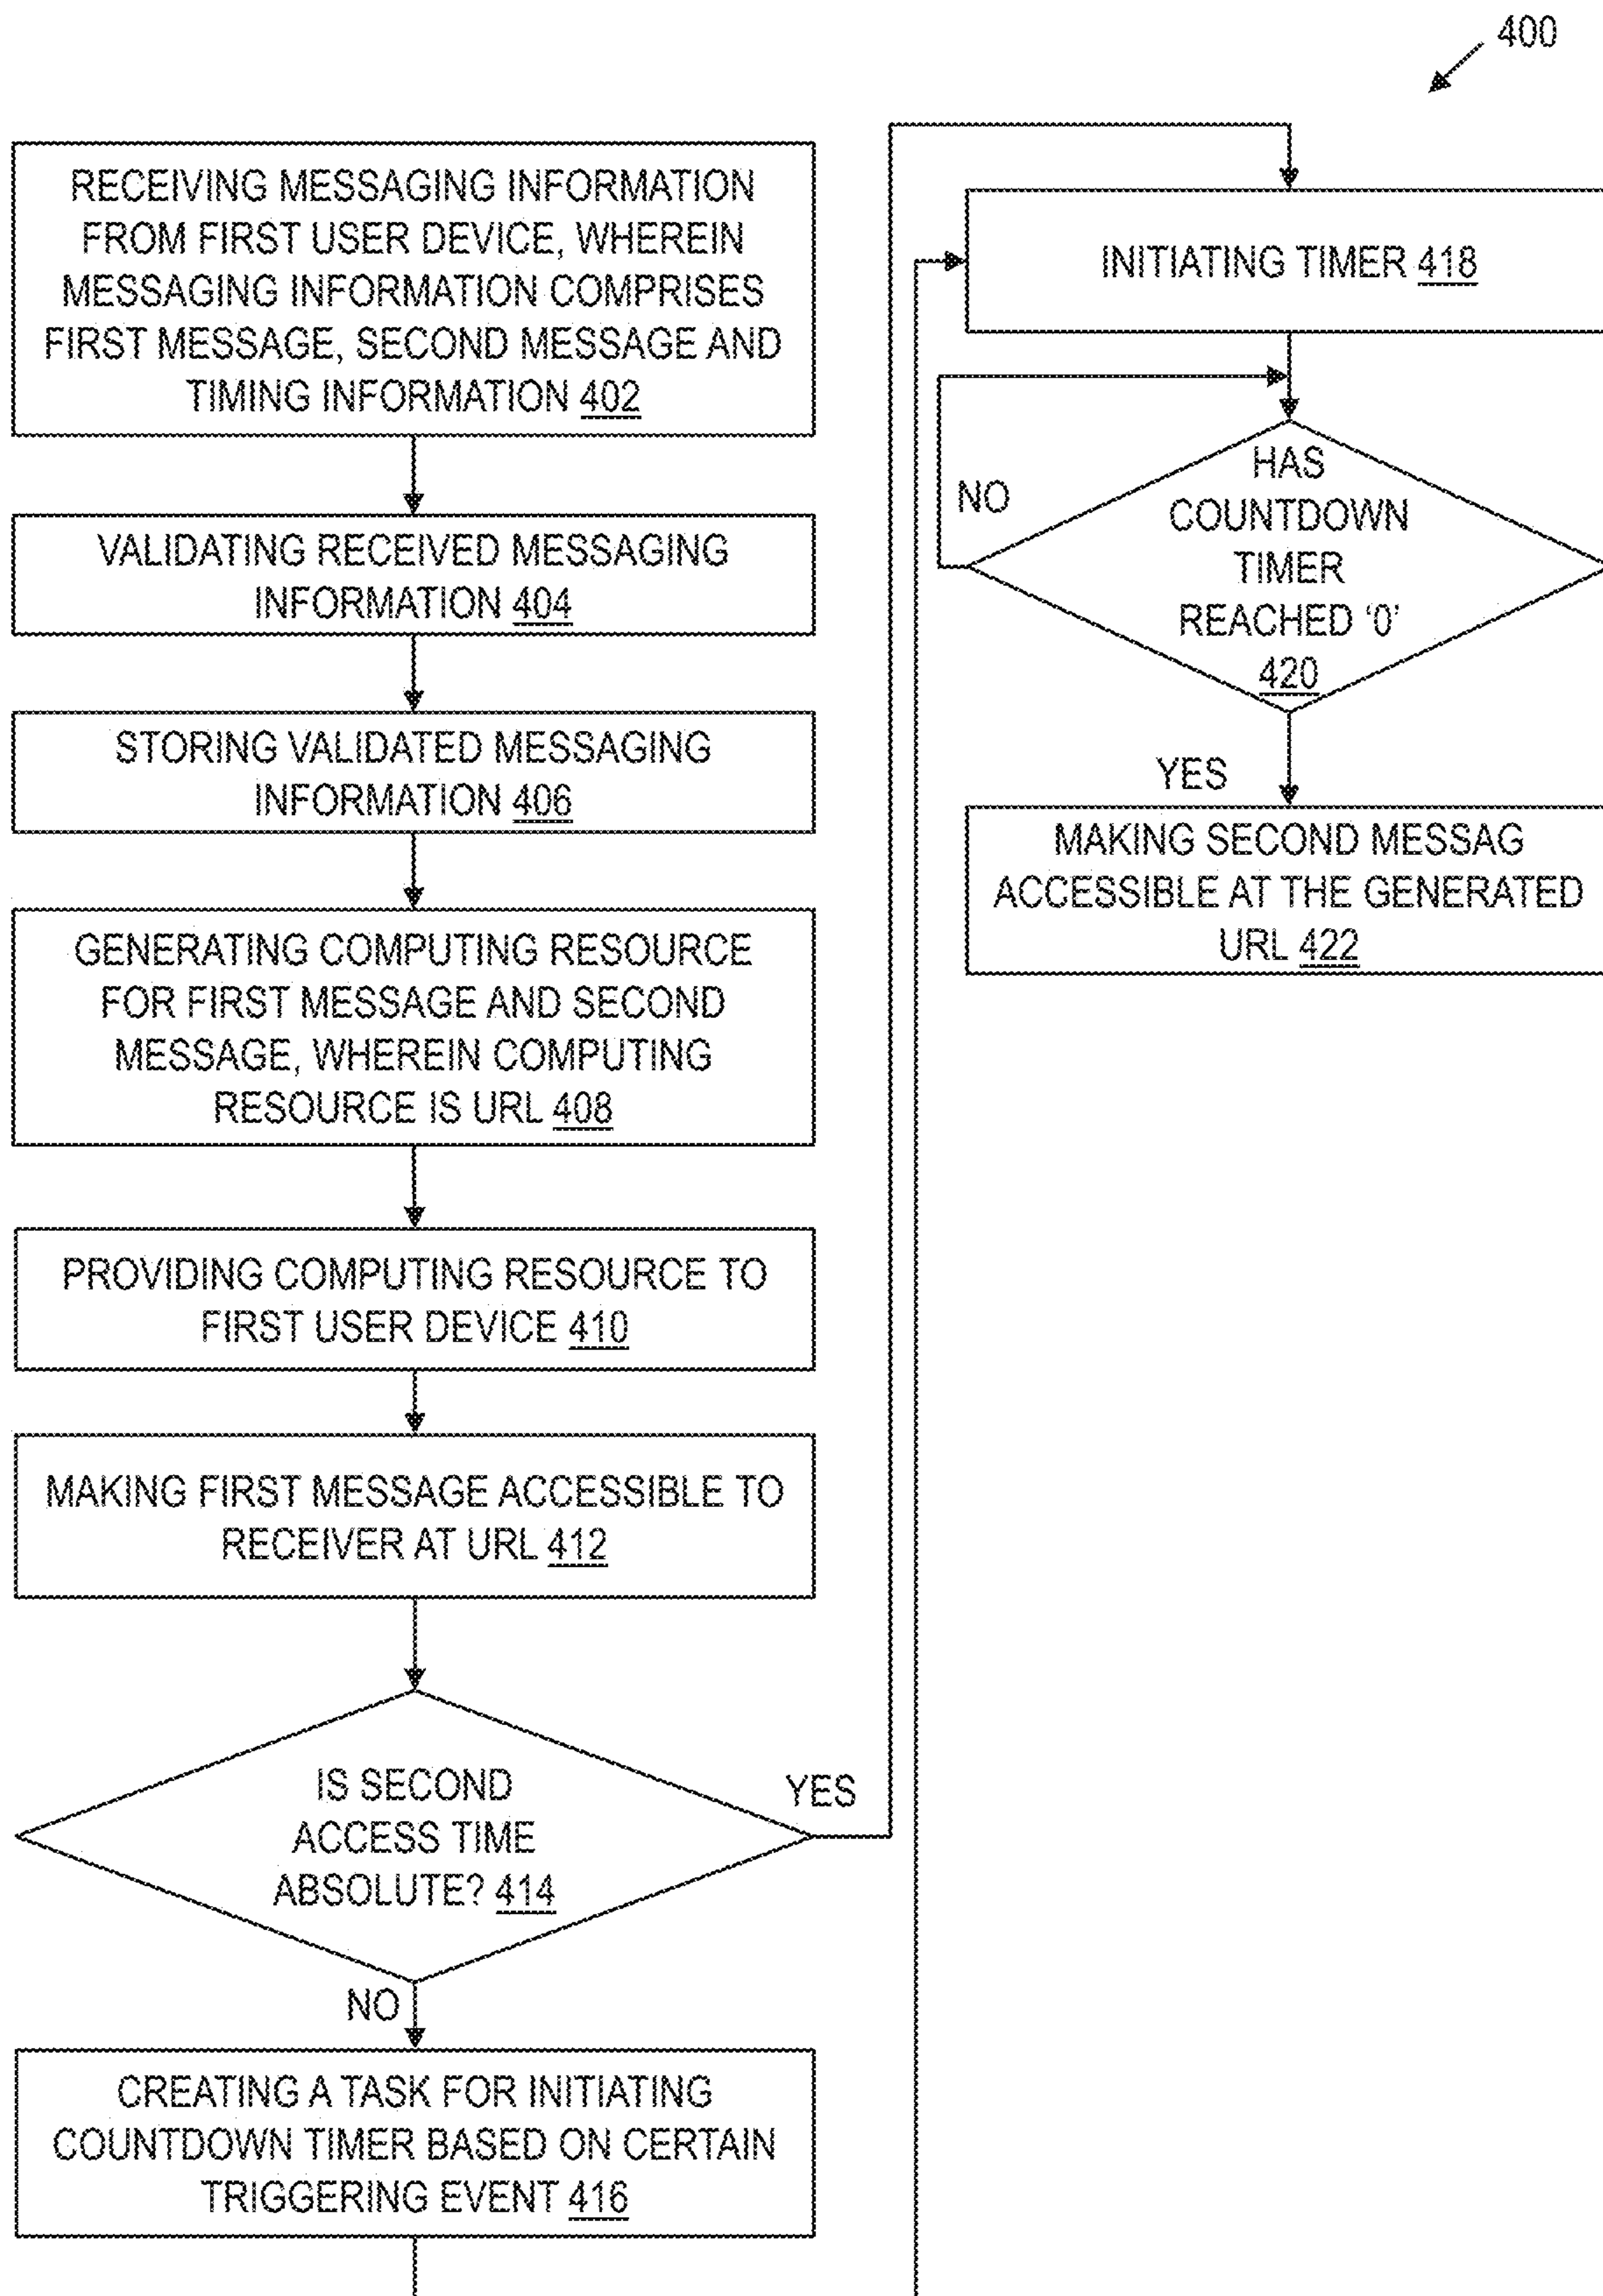 400
RECEIVING MESSAGING INFORMATION
FROM FIRST USER DEVICE, WHEREIN
MESSAGING INFORMATION COMPRISES
FIRST MESSAGE, SECOND MESSAGE AND
TIMING INFORMATION 402
VALIDATING RECEIVED MESSAGING
INFORMATION 404
STORING VALIDATED MESSAGING
INFORMATION 406
GENERATING COMPUTING RESOURCE
FOR FIRST MESSAGE AND SECOND
MESSAGE, WHEREIN COMPUTING
RESOURCE IS URL 408
PROVIDING COMPUTING RESOURCE TO
FIRST USER DEVICE 410
MAKING FIRST MESSAGE ACCESSIBLE TO
RECEIVER AT URL 412
IS SECOND
ACCESS TIME
ABSOLUTE? 414
YES
NO
CREATING A TASK FOR INITIATING
COUNTDOWN TIMER BASED ON CERTAIN
TRIGGERING EVENT 416
INITIATING TIMER 418
HAS
COUNTDOWN
TIMER
REACHED ‘0’
420
NO
YES
MAKING SECOND MESSAG
ACCESSIBLE AT THE GENERATED
URL 422